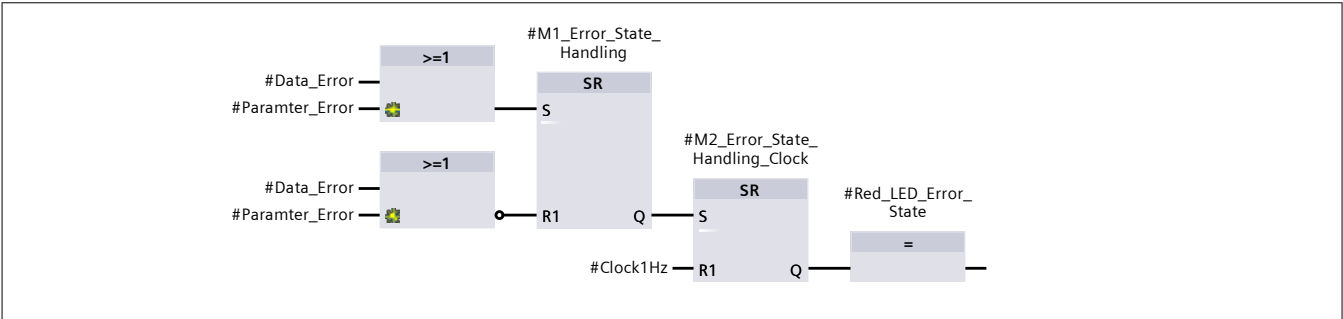 #M1_Error_State_
Handling
>=1
SR
#Data_Error
#Paramter_Error
S
#M2_Error_State_
Handling_Clock
>=1
SR
#Red_LED_Error_
State
#Data_Error
#Paramter_Error
R1
Q
S
=
#Clock1Hz
R1
Q